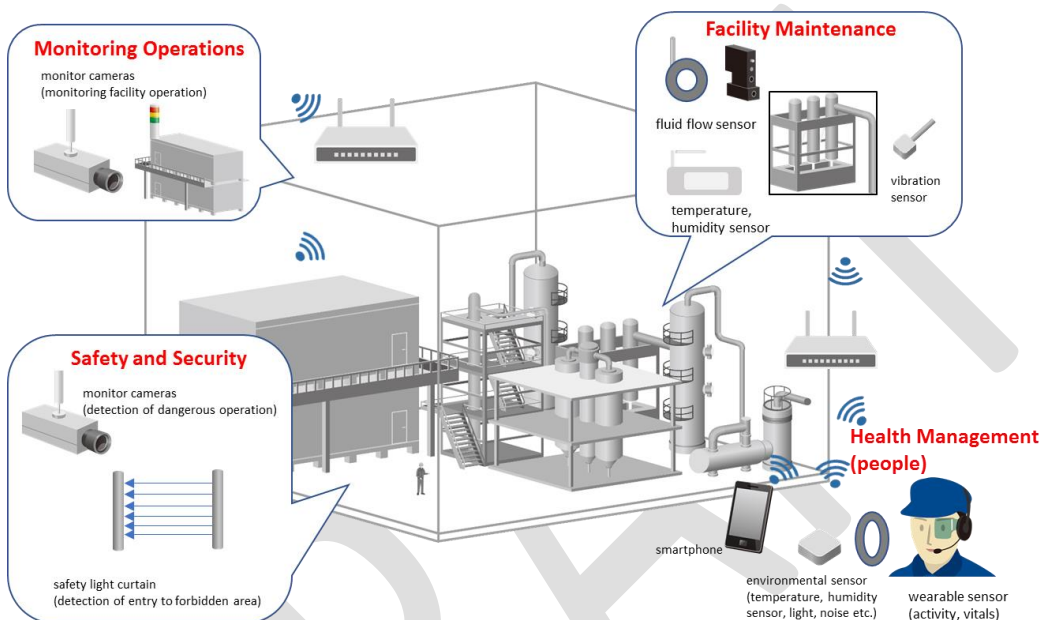 Monitoring Operations
monitor cameras
(monitoring facility operation)
Facility Maintenance
fluid flow sensor
vibration
sensor
temperature,
humidity sensor
Safety and Security
monitor cameras
(detection of dangerous operation)
safety light curtain
(detection of entry to forbidden area)
Health Management
(people)
smartphone
environmental sensor
(temperature, humidity
sensor, light, noise etc.)
wearable sensor
(activity, vitals)